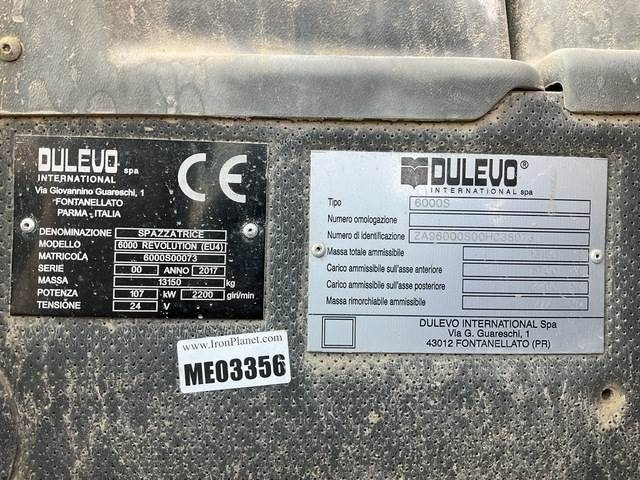 DULEVO spa
INTERNATIONAL
CE
Via Giovannino Guareschi, 1
FONTANELLATO
PARMA - ITALIA
DENOMINAZIONE SPAZZATRICE
MODELLO 6000 REVOLUTION (EU4)
MATRICOLA 6000S00073
SERIE 00 ANNO 2017
MASSA 13150 kg
POTENZA 107 kW 2200 giri/min
TENSIONE 24 V
www.IronPlanet.com
ME03356
DULEVO®
INTERNATIONAL spa
Tipo 6000S
Numero omologazione
Numero di identificazione
Massa totale ammissibile
Carico ammissibile sull'asse anteriore
Carico ammissibile sull'asse posteriore
Massa rimorchiabile ammissibile
DULEVO INTERNATIONAL Spa
Via G. Guareschi, 1
43012 FONTANELLATO (PR)